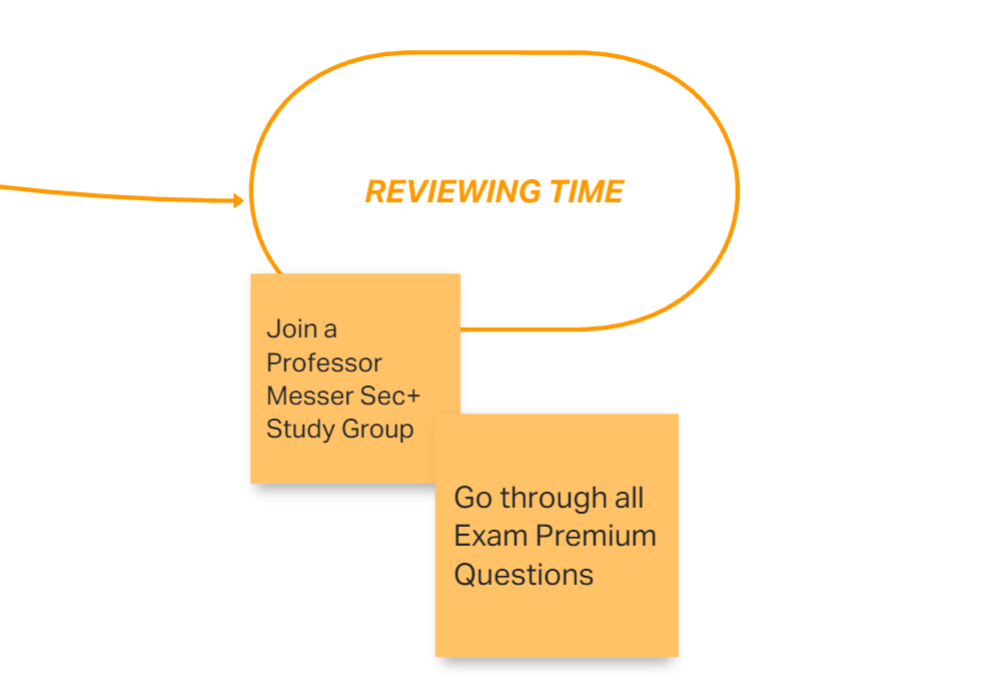 REVIEWING TIME
Join a
Professor
Messer Sec+
Study Group
Go through all
Exam Premium
Questions